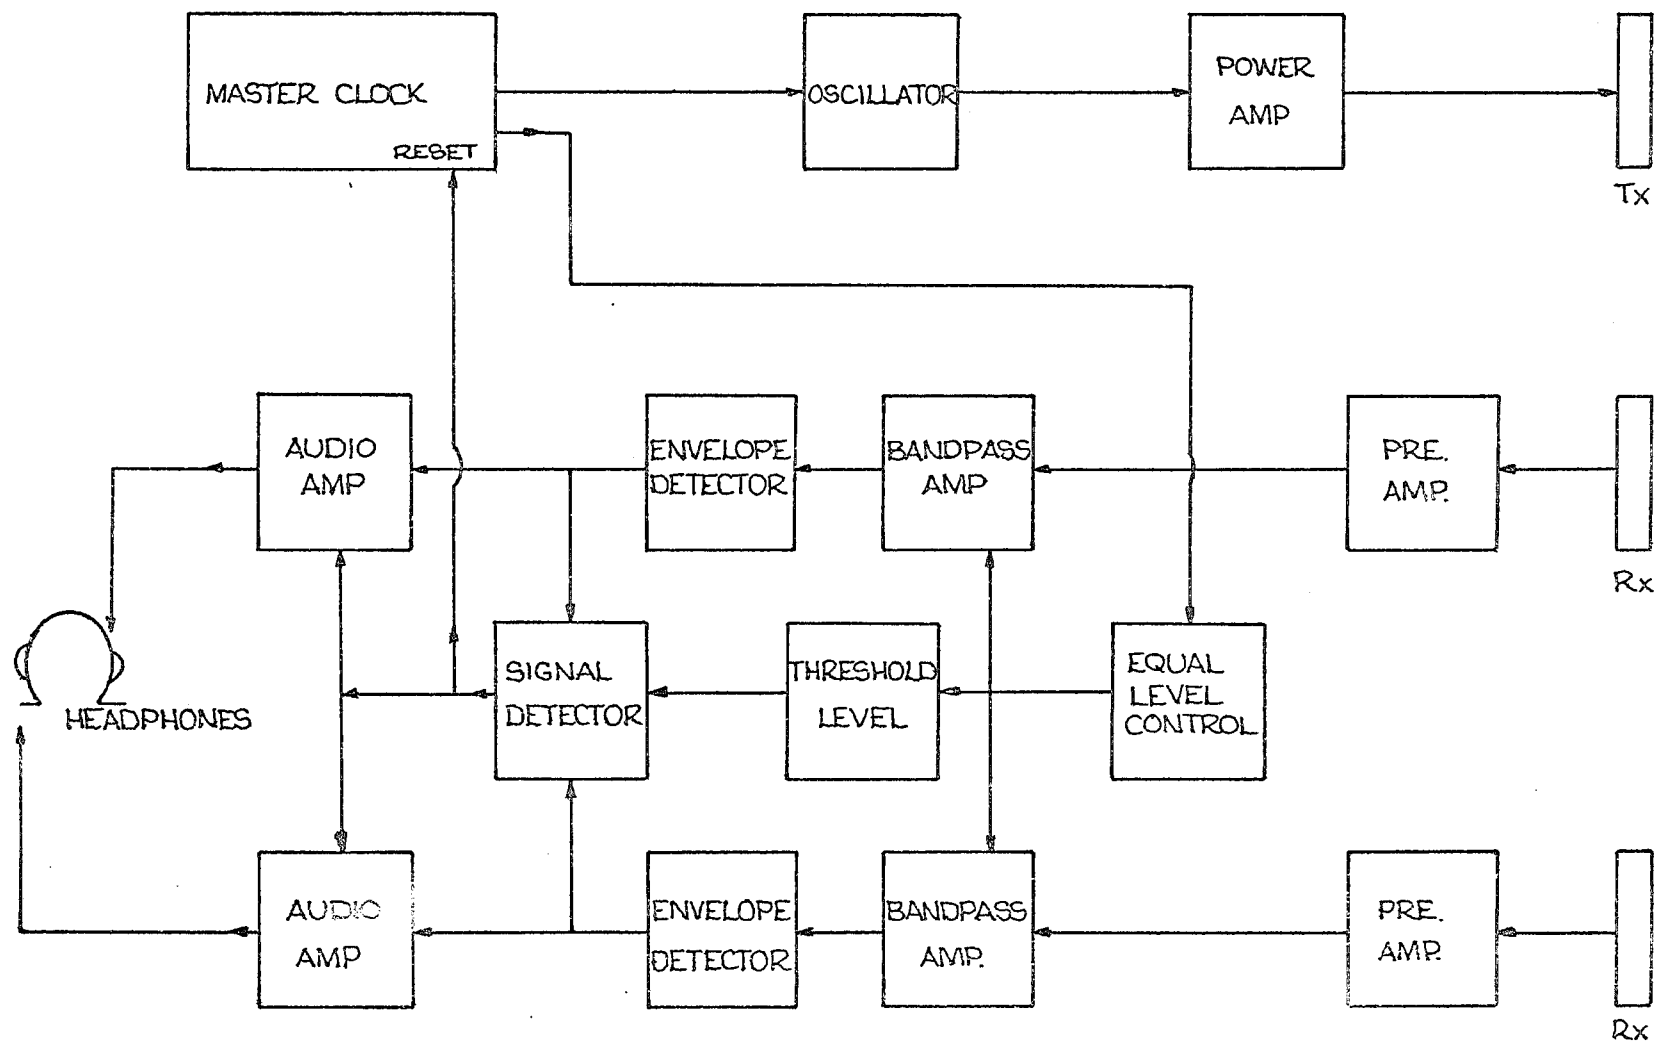 MASTER CLOCK
RESET
OSCILLATOR
POWER
AMP
Tx
AUDIO
AMP
ENVELOPE
DETECTOR
BANDPASS
AMP
PRE.
AMP.
Rx
HEADPHONES
SIGNAL
DETECTOR
THRESHOLD
LEVEL
EQUAL
LEVEL
CONTROL
AUDIO
AMP
ENVELOPE
DETECTOR
BANDPASS
AMP.
PRE.
AMP.
Rx